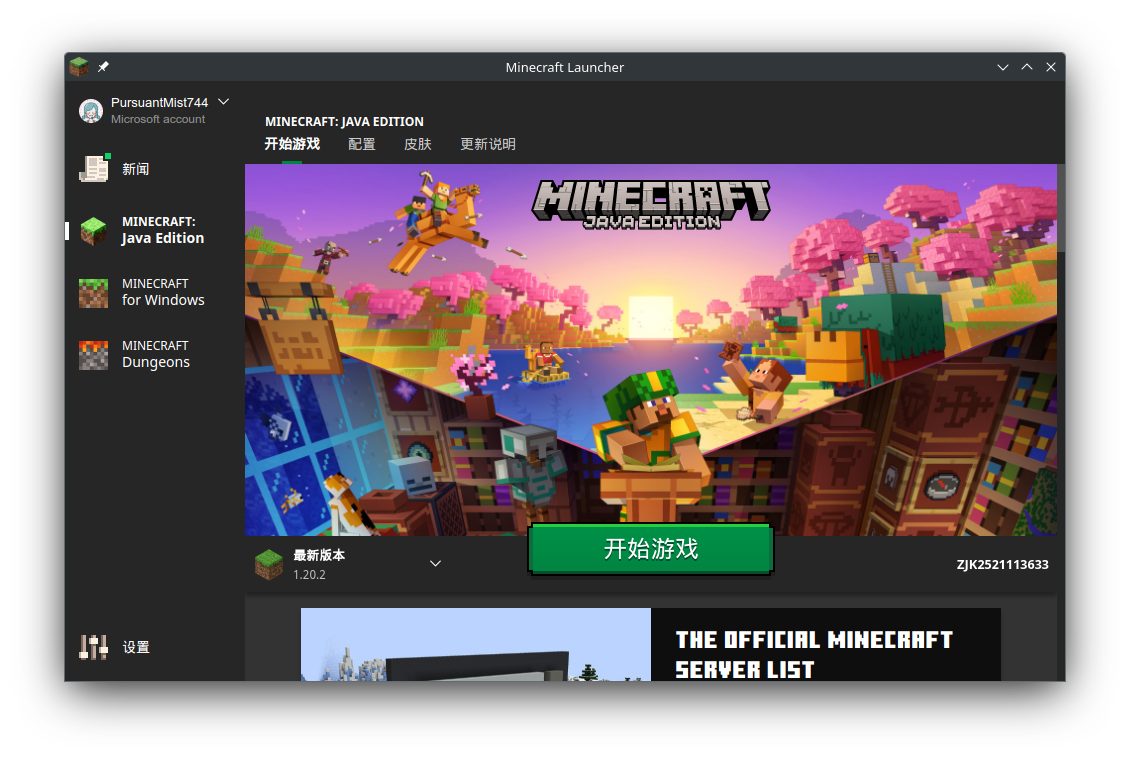 Minecraft Launcher
PursuantMist744
Microsoft account
新闻
MINECRAFT:
Java Edition
MINECRAFT
for Windows
MINECRAFT
Dungeons
设置
MINECRAFT: JAVA EDITION
开始游戏 配置 皮肤 更新说明
MINECRAFT
JAVA EDITION
最新版本
1.20.2
开始游戏
ZJK2521113633
THE OFFICIAL MINECRAFT
SERVER LIST